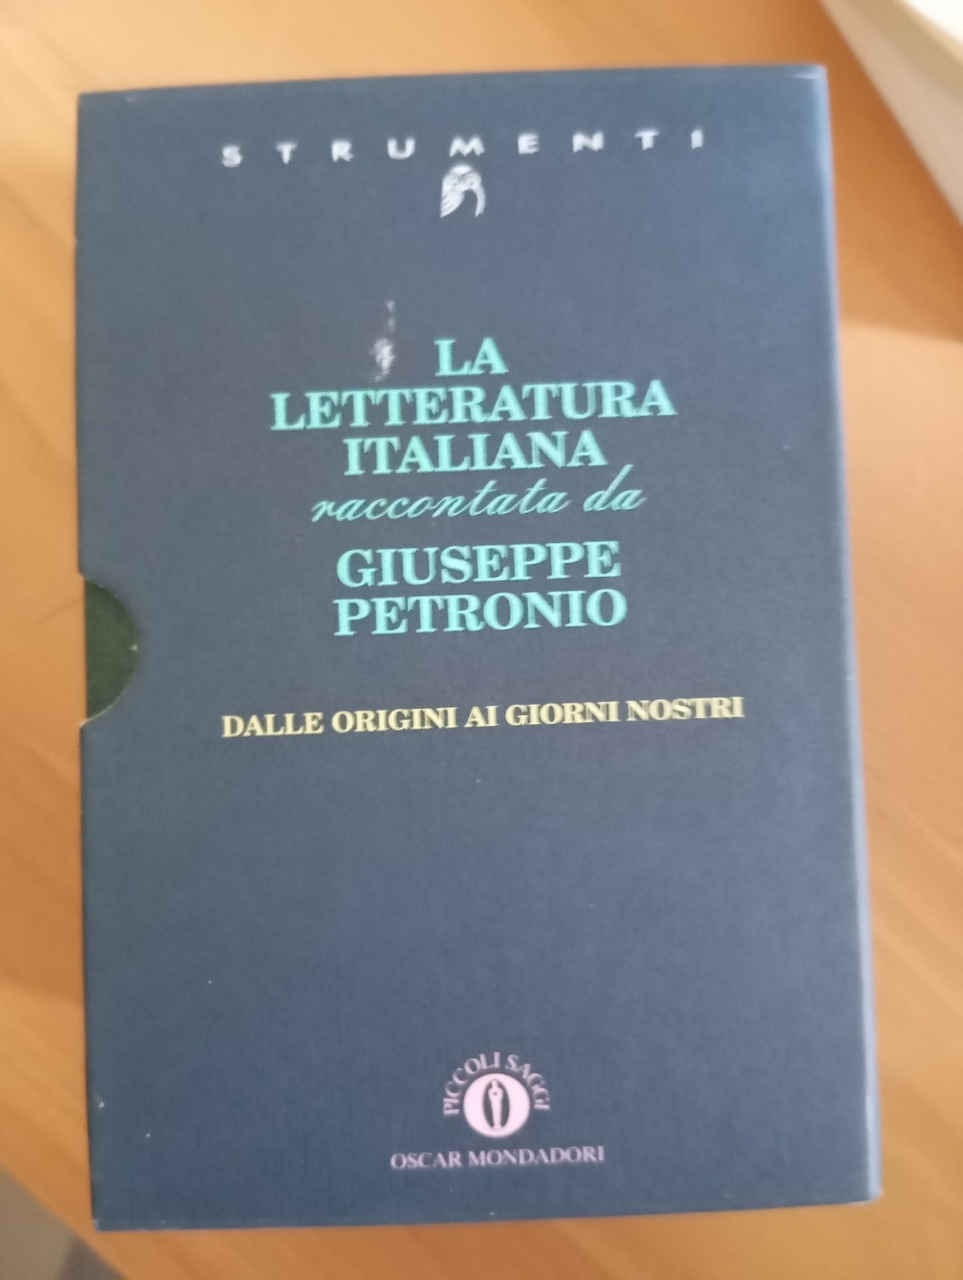 STRUMENTI
LA
LETTERATURA
ITALIANA
raccontata da
GIUSEPPE
PETRONIO
DALLE ORIGINI AI GIORNI NOSTRI
PICCOLI SAGGI
OSCAR MONDADORI